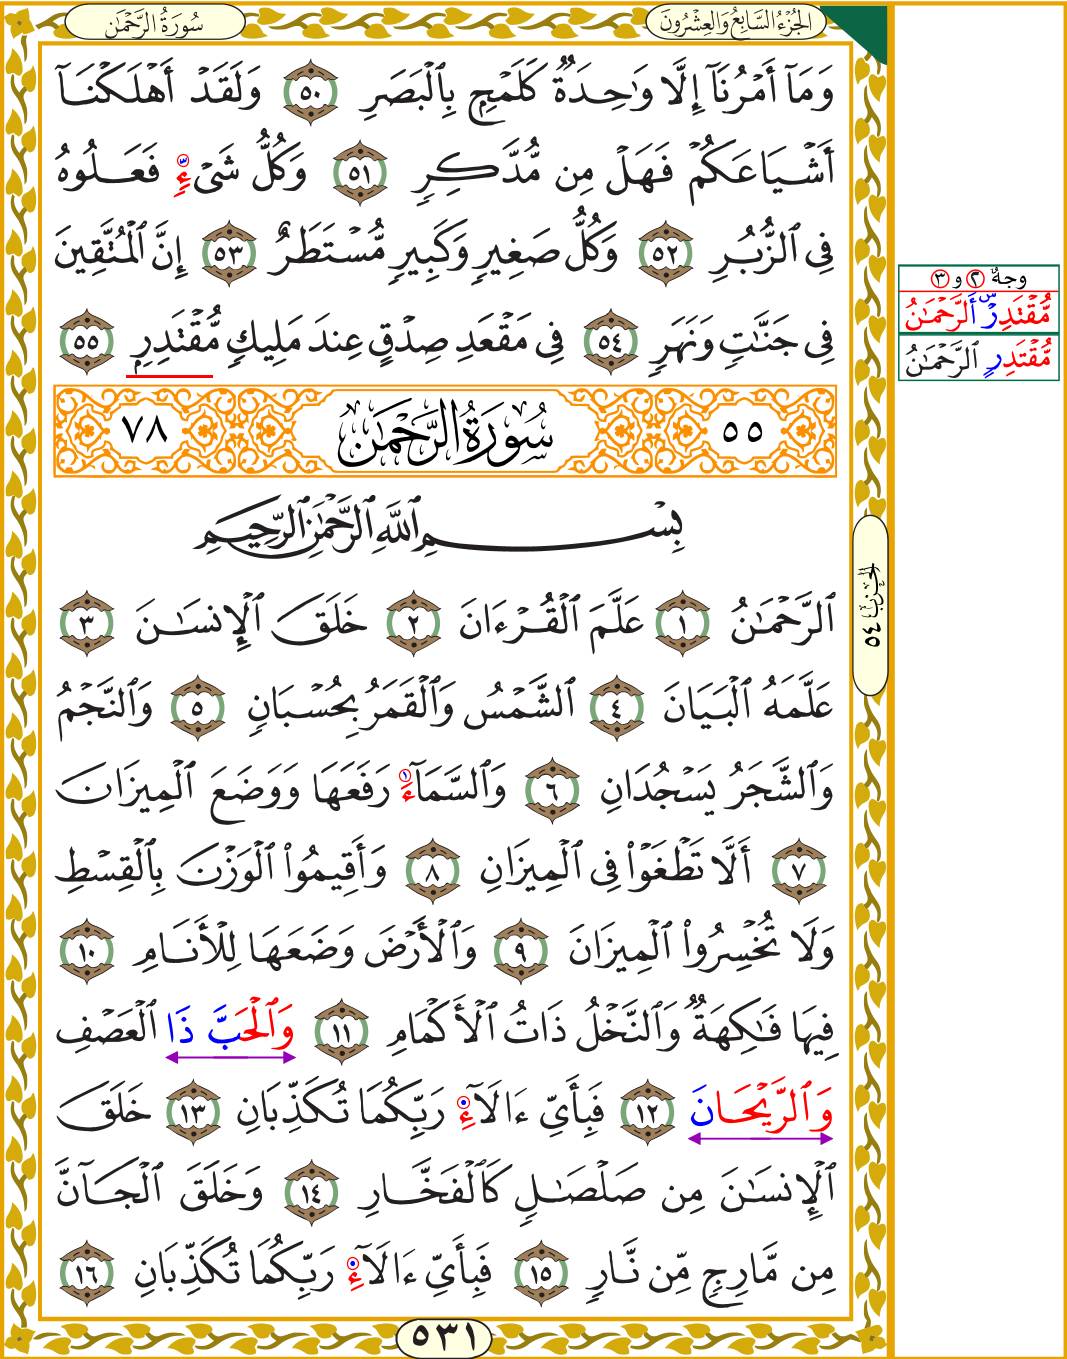 سُورَةُ الرَّحْمَٰن
الجُزْءُ السَّابِعُ وَالعِشْرُونَ
وَمَآ أَمْرُنَآ إِلَّا وَٰحِدَةٌ كَلَمْحٍۭ بِٱلْبَصَرِ ٥٠ وَلَقَدْ أَهْلَكْنَآ
أَشْيَاعَكُمْ فَهَلْ مِن مُّدَّكِرٍ ٥١ وَكُلُّ شَىْءٍ فَعَلُوهُ
فِى ٱلزُّبُرِ ٥٢ وَكُلُّ صَغِيرٍ وَكَبِيرٍ مُّسْتَطَرٌ ٥٣ إِنَّ ٱلْمُتَّقِينَ
فِى جَنَّٰتٍ وَنَهَرٍ ٥٤ فِى مَقْعَدِ صِدْقٍ عِندَ مَلِيكٍ مُّقْتَدِرٍۭ ٥٥
وجه ٢ و ٣
مُّقْتَدِرٍ ٱلرَّحْمَٰنُ
مُّقْتَدِرٍ ٱلرَّحْمَٰنُ
٥٥ سُورَةُ الرَّحْمَٰن ٧٨
بِسْمِ ٱللَّهِ ٱلرَّحْمَٰنِ ٱلرَّحِيمِ
ٱلرَّحْمَٰنُ ١ عَلَّمَ ٱلْقُرْءَانَ ٢ خَلَقَ ٱلْإِنسَٰنَ ٣
عَلَّمَهُ ٱلْبَيَانَ ٤ ٱلشَّمْسُ وَٱلْقَمَرُ بِحُسْبَانٍ ٥ وَٱلنَّجْمُ
وَٱلشَّجَرُ يَسْجُدَانِ ٦ وَٱلسَّمَآءَ رَفَعَهَا وَوَضَعَ ٱلْمِيزَانَ
٧ أَلَّا تَطْغَوْا۟ فِى ٱلْمِيزَانِ ٨ وَأَقِيمُوا۟ ٱلْوَزْنَ بِٱلْقِسْطِ
وَلَا تُخْسِرُوا۟ ٱلْمِيزَانَ ٩ وَٱلْأَرْضَ وَضَعَهَا لِلْأَنَامِ ١٠
فِيهَا فَٰكِهَةٌ وَٱلنَّخْلُ ذَاتُ ٱلْأَكْمَامِ ١١ وَٱلْحَبَّ ذَا ٱلْعَصْفِ
وَٱلرَّيْحَانَ ١٢ فَبِأَىِّ ءَالَآءِ رَبِّكُمَا تُكَذِّبَانِ ١٣ خَلَقَ
ٱلْإِنسَٰنَ مِن صَلْصَٰلٍ كَٱلْفَخَّارِ ١٤ وَخَلَقَ ٱلْجَآنَّ
مِن مَّارِجٍ مِّن نَّارٍ ١٥ فَبِأَىِّ ءَالَآءِ رَبِّكُمَا تُكَذِّبَانِ ١٦
الحزب ٥٤
٥٣١